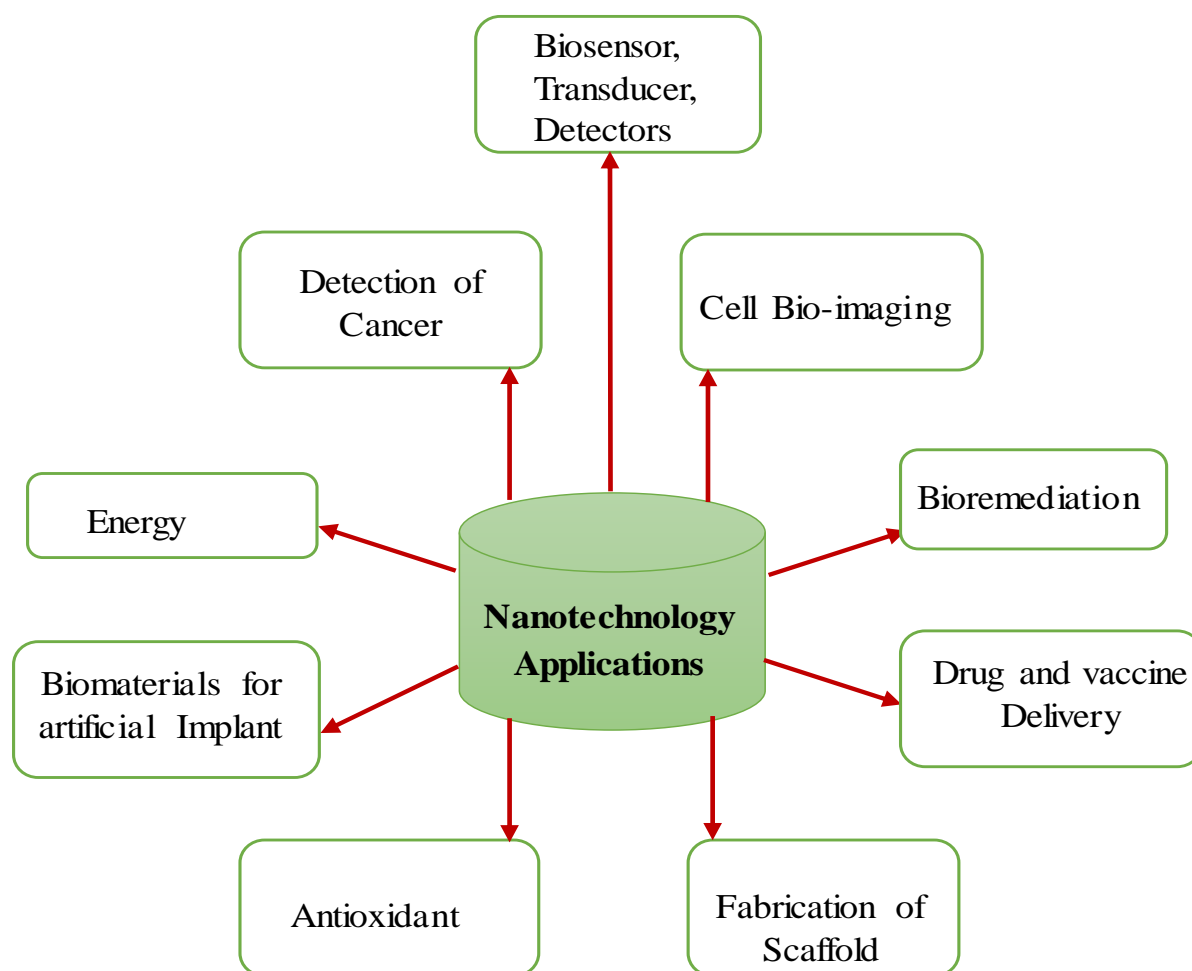 Biosensor,
Transducer,
Detectors
Detection of
Cancer
Cell Bio-imaging
Energy
Bioremediation
Nanotechnology
Applications
Biomaterials for
artificial Implant
Drug and vaccine
Delivery
Antioxidant
Fabrication of
Scaffold